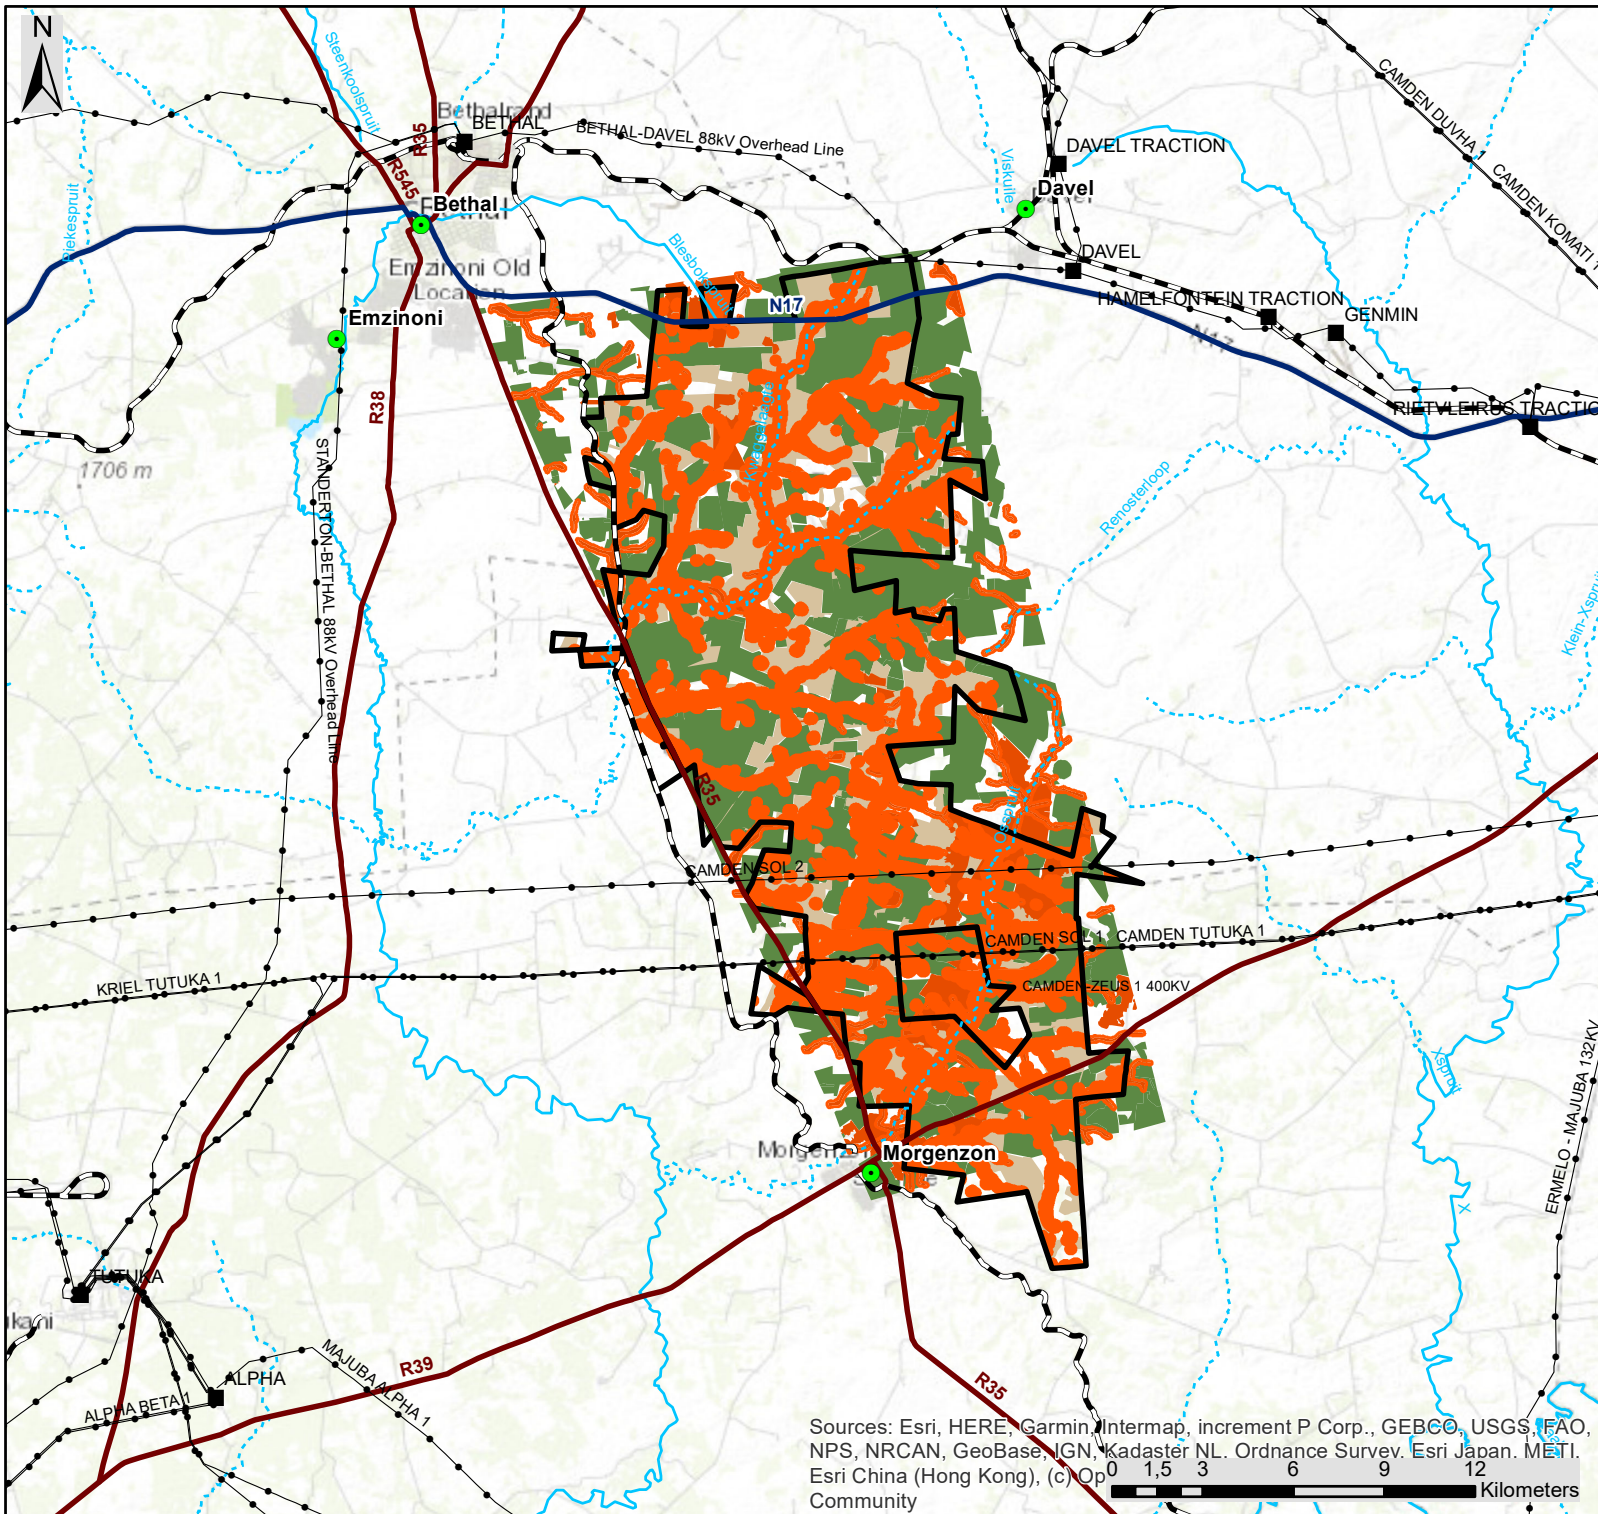 N
Steenkoolspruit
R35
Bethalrand
BETHAL
BETHAL-DAVEL 88kV Overhead Line
CAMDEN DUVHA 1
CAMDEN KOMATI 1
DAVEL TRACTION
Viskuile
Davel
R545
Bethal
DAVEL
Emzinoni Old
Location
Blesbokspruit
N17
HAMELFONTEIN TRACTION
GENMIN
Emzinoni
R38
RIETVLEIRUS TRACTIO
1706 m
STANDERTON-BETHAL 88kV Overhead Line
Renosterloop
Klein-Xspruit
R35
Osspruit
CAMDEN SOL 2
CAMDEN SOL 1
CAMDEN TUTUKA 1
KRIEL TUTUKA 1
CAMDEN-ZEUS 1 400KV
Xspruit
ERMELO - MAJUBA 132KV
Morgenzon
X
TUTUKA
ukani
MAJUBA ALPHA 1
R39
ALPHA
ALPHA BETA 1
R35
Sources: Esri, HERE, Garmin, Intermap, increment P Corp., GEBCO, USGS, FAO,
NPS, NRCAN, GeoBase, IGN, Kadaster NL, Ordnance Survey, Esri Japan, METI,
Esri China (Hong Kong), (c) Op
Community
0 1,5 3 6 9 12
Kilometers